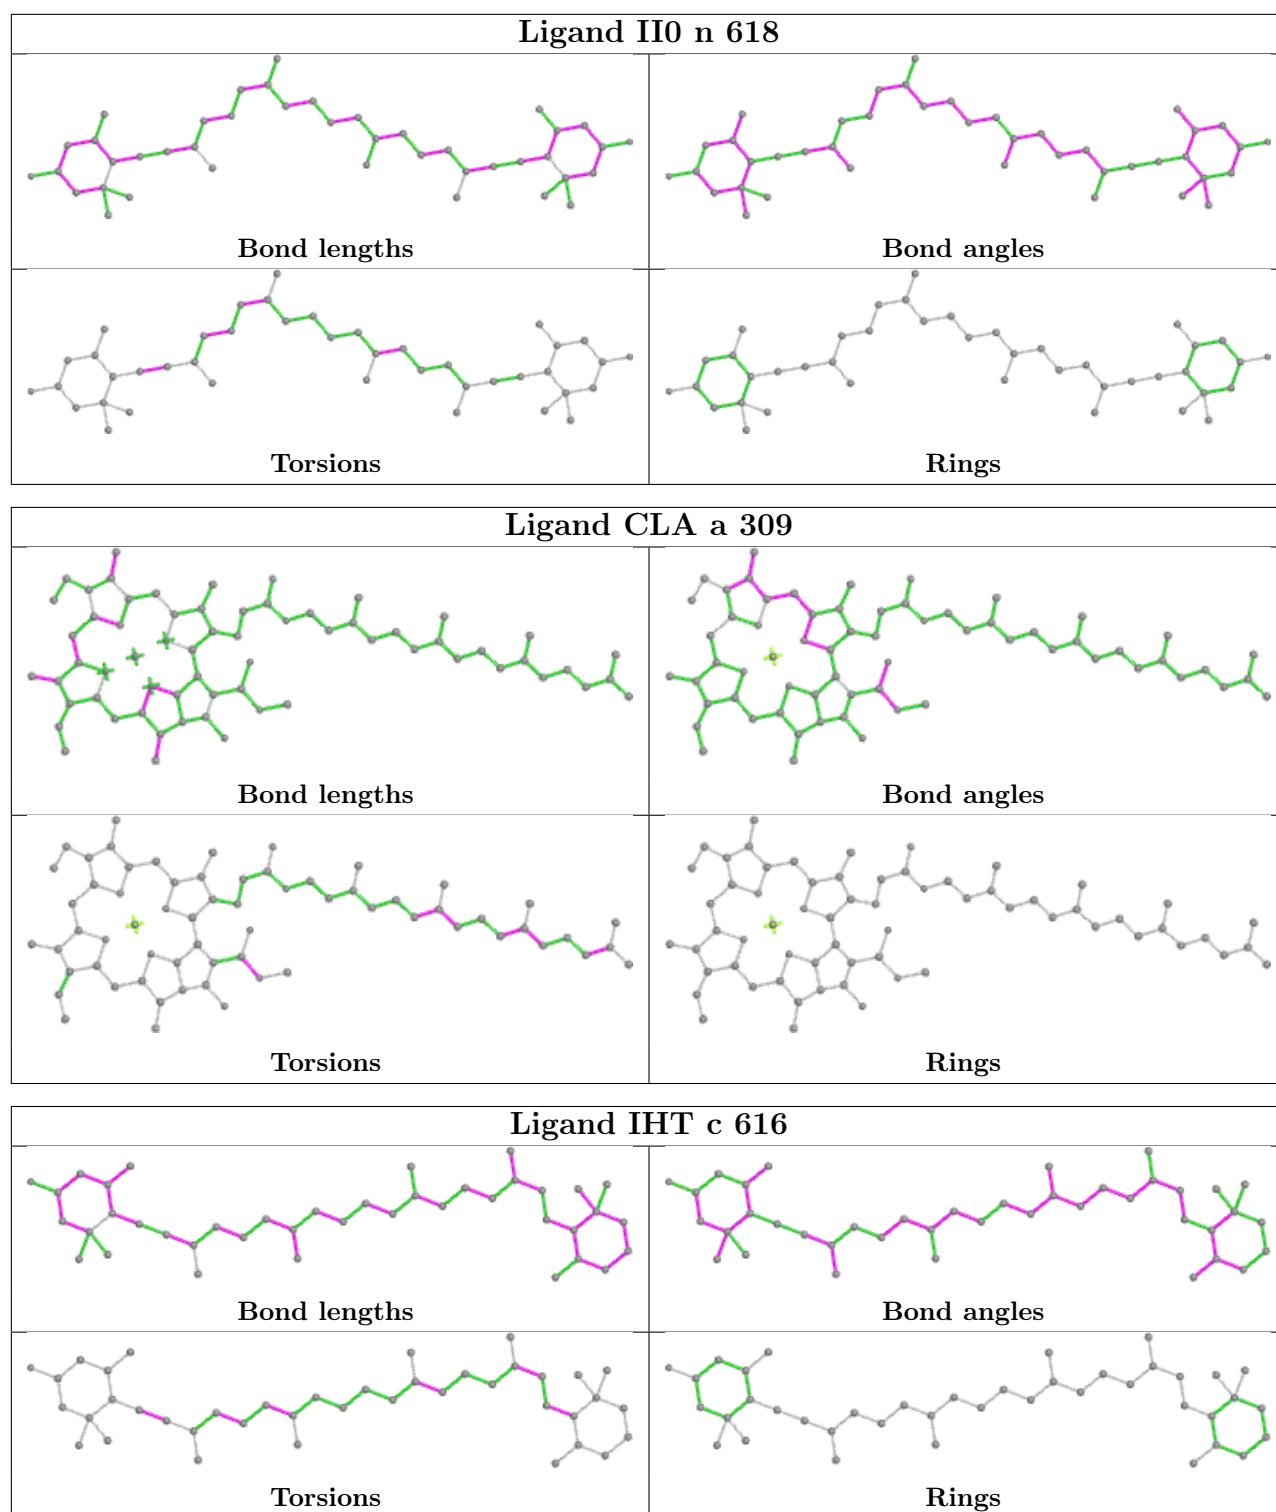 Ligand II0 n 618
Bond lengths
Bond angles
Torsions
Rings
Ligand CLA a 309
Bond lengths
Bond angles
Torsions
Rings
Ligand IHT c 616
Bond lengths
Bond angles
Torsions
Rings